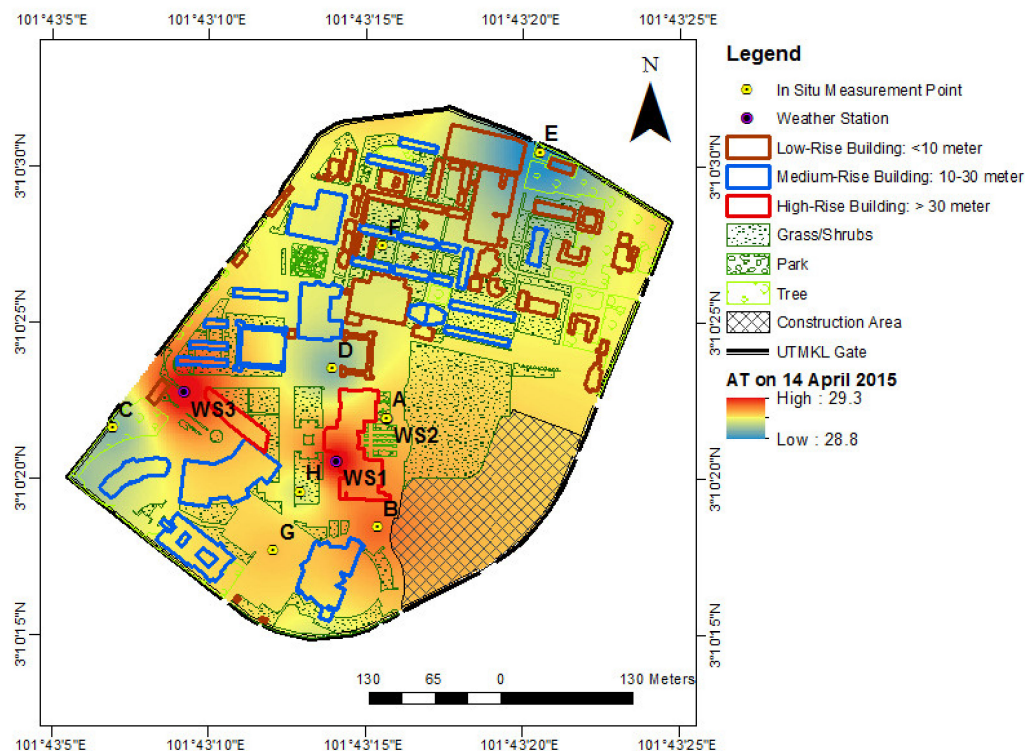 101°43'5"E 101°43'10"E 101°43'15"E 101°43'20"E 101°43'25"E
N
Legend
In Situ Measurement Point
Weather Station
Low-Rise Building: <10 meter
Medium-Rise Building: 10-30 meter
High-Rise Building: > 30 meter
Grass/Shrubs
Park
Tree
Construction Area
UTMKL Gate
AT on 14 April 2015
High : 29.3
Low : 28.8
3°10'30"N 3°10'30"N
3°10'25"N 3°10'25"N
3°10'20"N 3°10'20"N
3°10'15"N 3°10'15"N
E
F
D
C
WS3
A
WS2
H
WS1
B
G
130 65 0 130 Meters
101°43'5"E 101°43'10"E 101°43'15"E 101°43'20"E 101°43'25"E